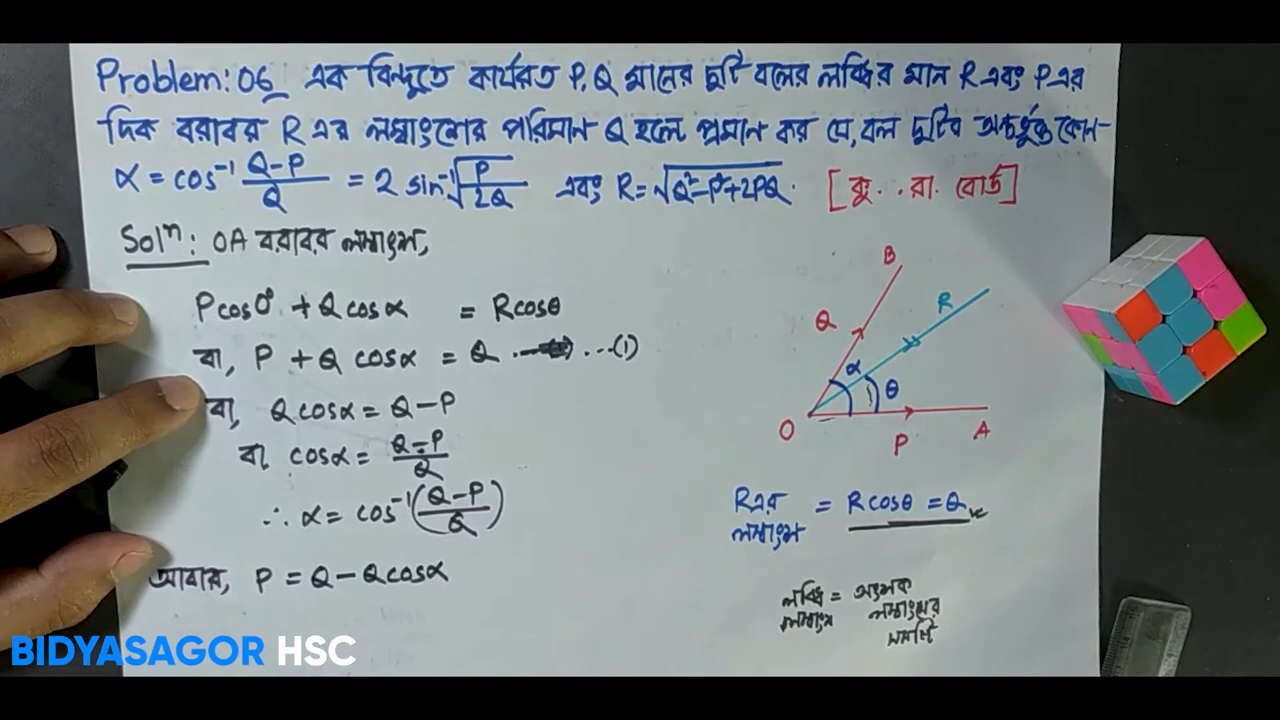 Problem: 06 এক বিন্দুতে কার্যরত P, Q মানের দুটি বলের লব্ধির মান R এবং P এর
দিক বরাবর R এর লম্বাংশের পরিমান Q হলে প্রমান কর যে, বল দুটির অন্তর্ভুক্ত কোন-
α = cos⁻¹ (Q-P)/Q = 2 sin⁻¹ √(P/2Q) এবং R = √(Q²-P²+2PQ). [কু. . রা. বোর্ড]
Solⁿ: OA বরাবর লম্বাংশ,
P cos0° + Q cosα = R cosθ
বা, P + Q cosα = Q ...(1)
বা, Q cosα = Q - P
বা cosα = (Q-P)/Q
∴ α = cos⁻¹((Q-P)/Q)
আবার, P = Q - Q cosα
B
R
Q
α
θ
O
P
A
R এর = R cosθ = Q
লম্বাংশ
লব্ধি = অংশক
লম্বাংশ লম্বাংশের
সমষ্টি
BIDYASAGOR HSC